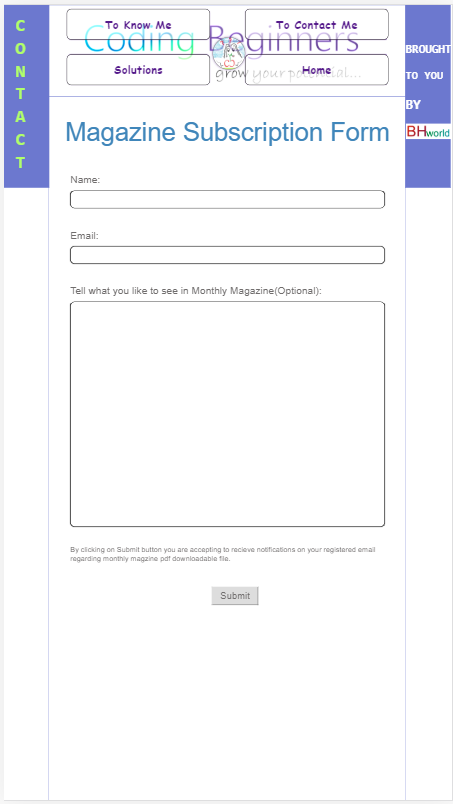 CONTACT
To Know Me
To Contact Me
Coding Beginners
Solutions
Home
grow your potential...
BROUGHT
TO YOU
BY
BHworld
Magazine Subscription Form
Name:
Email:
Tell what you like to see in Monthly Magazine(Optional):
By clicking on Submit button you are accepting to recieve notifications on your registered email
regarding monthly magzine pdf downloadable file.
Submit